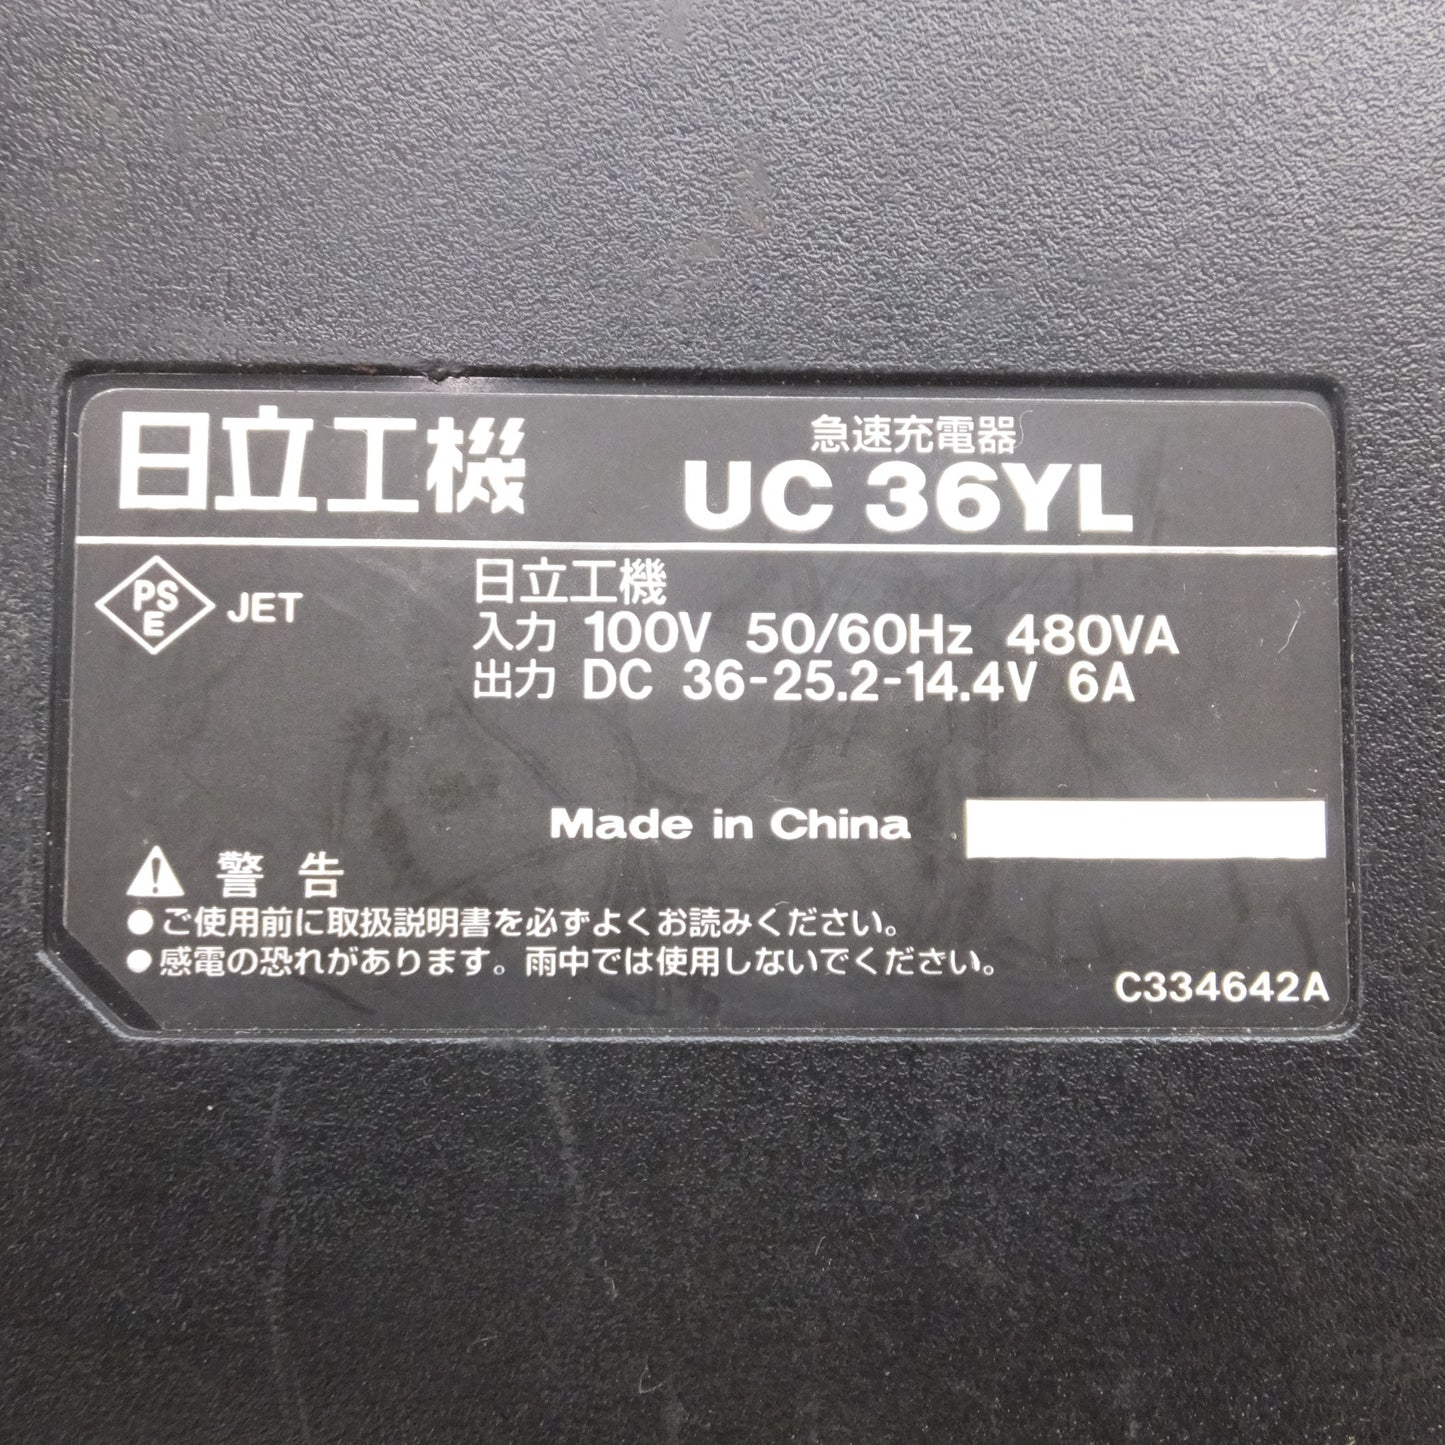 日立工機
急速充電器
UC 36YL
PS
E
JET
日立工機
入力 100V 50/60Hz 480VA
出力 DC 36-25.2-14.4V 6A
Made in China
警告
●ご使用前に取扱説明書を必ずよくお読みください。
●感電の恐れがあります。雨中では使用しないでください。
C334642A